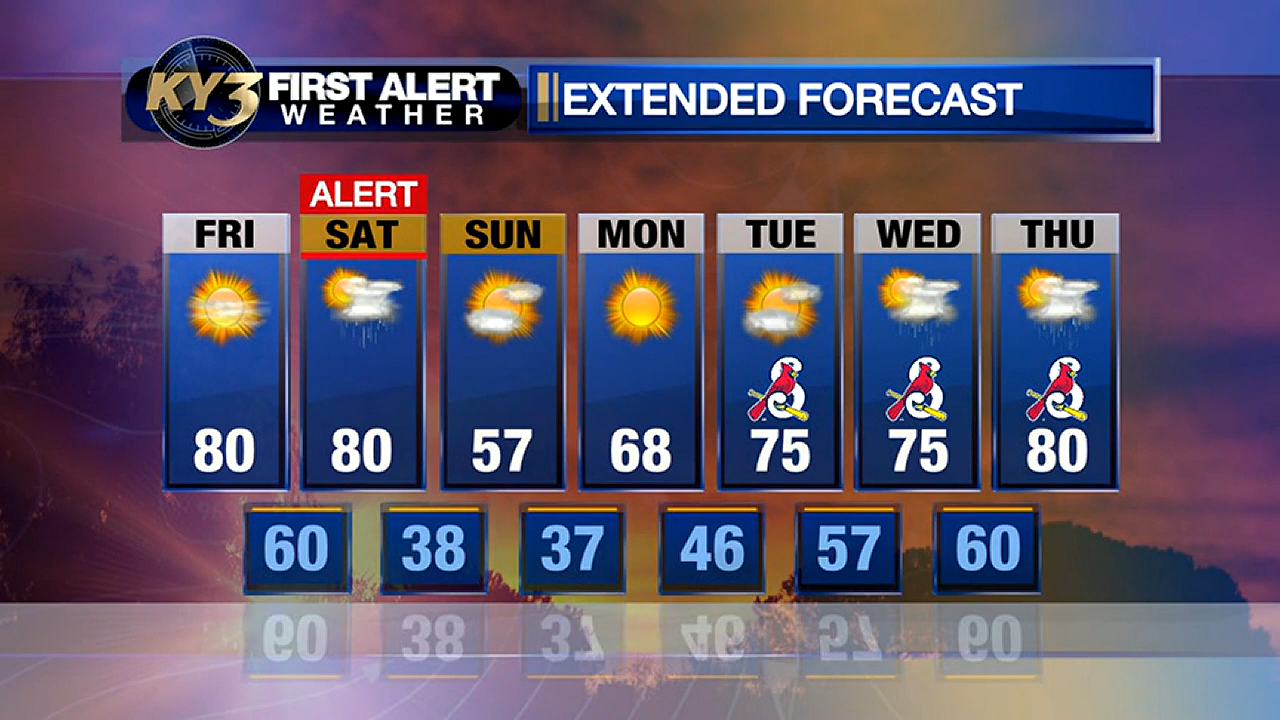 KY3 FIRST ALERT
WEATHER
EXTENDED FORECAST
ALERT
FRI SAT SUN MON TUE WED THU
80 80 57 68 75 75 80
60 38 37 46 57 60